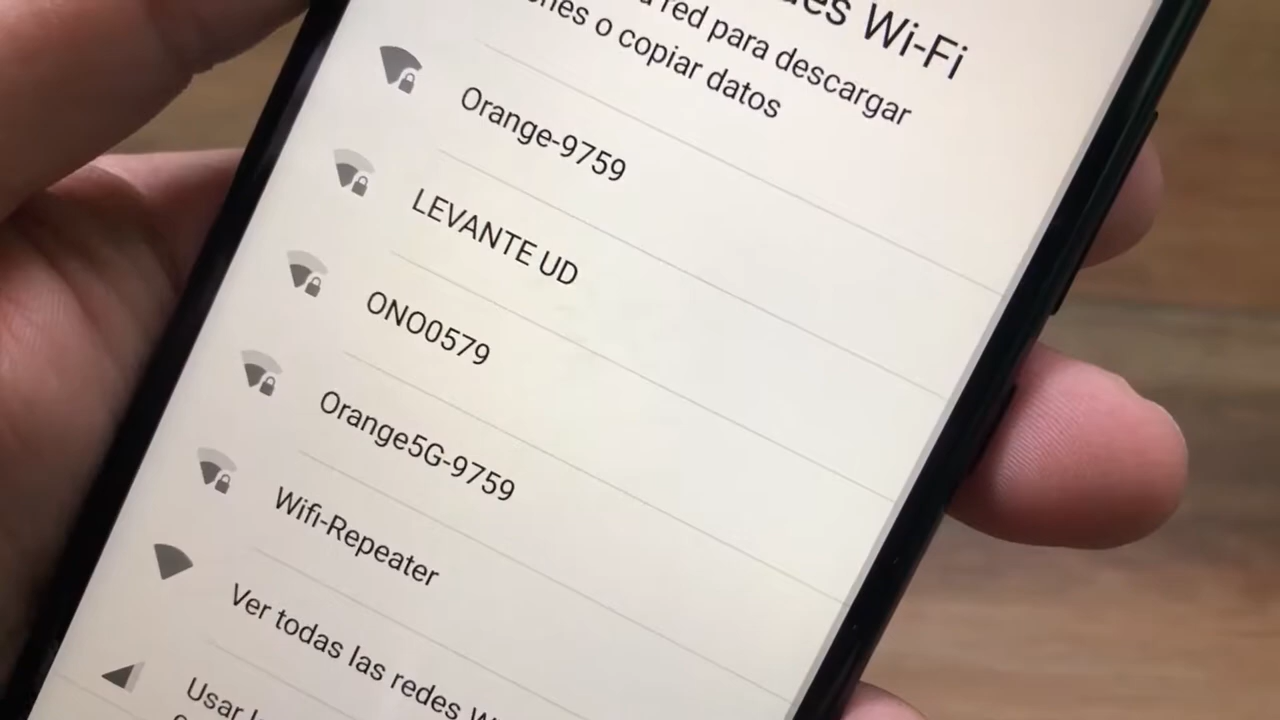 Wi-Fi
red para descargar
o copiar datos
Orange-9759
LEVANTE UD
ONO0579
Orange5G-9759
Wifi-Repeater
Ver todas las redes
Usar